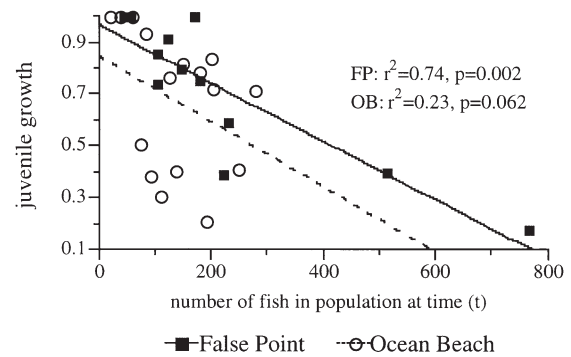 0.9
0.7
0.5
0.3
0.1
juvenile growth
FP: r²=0.74, p=0.002
OB: r²=0.23, p=0.062
0 200 400 600 800
number of fish in population at time (t)
False Point Ocean Beach